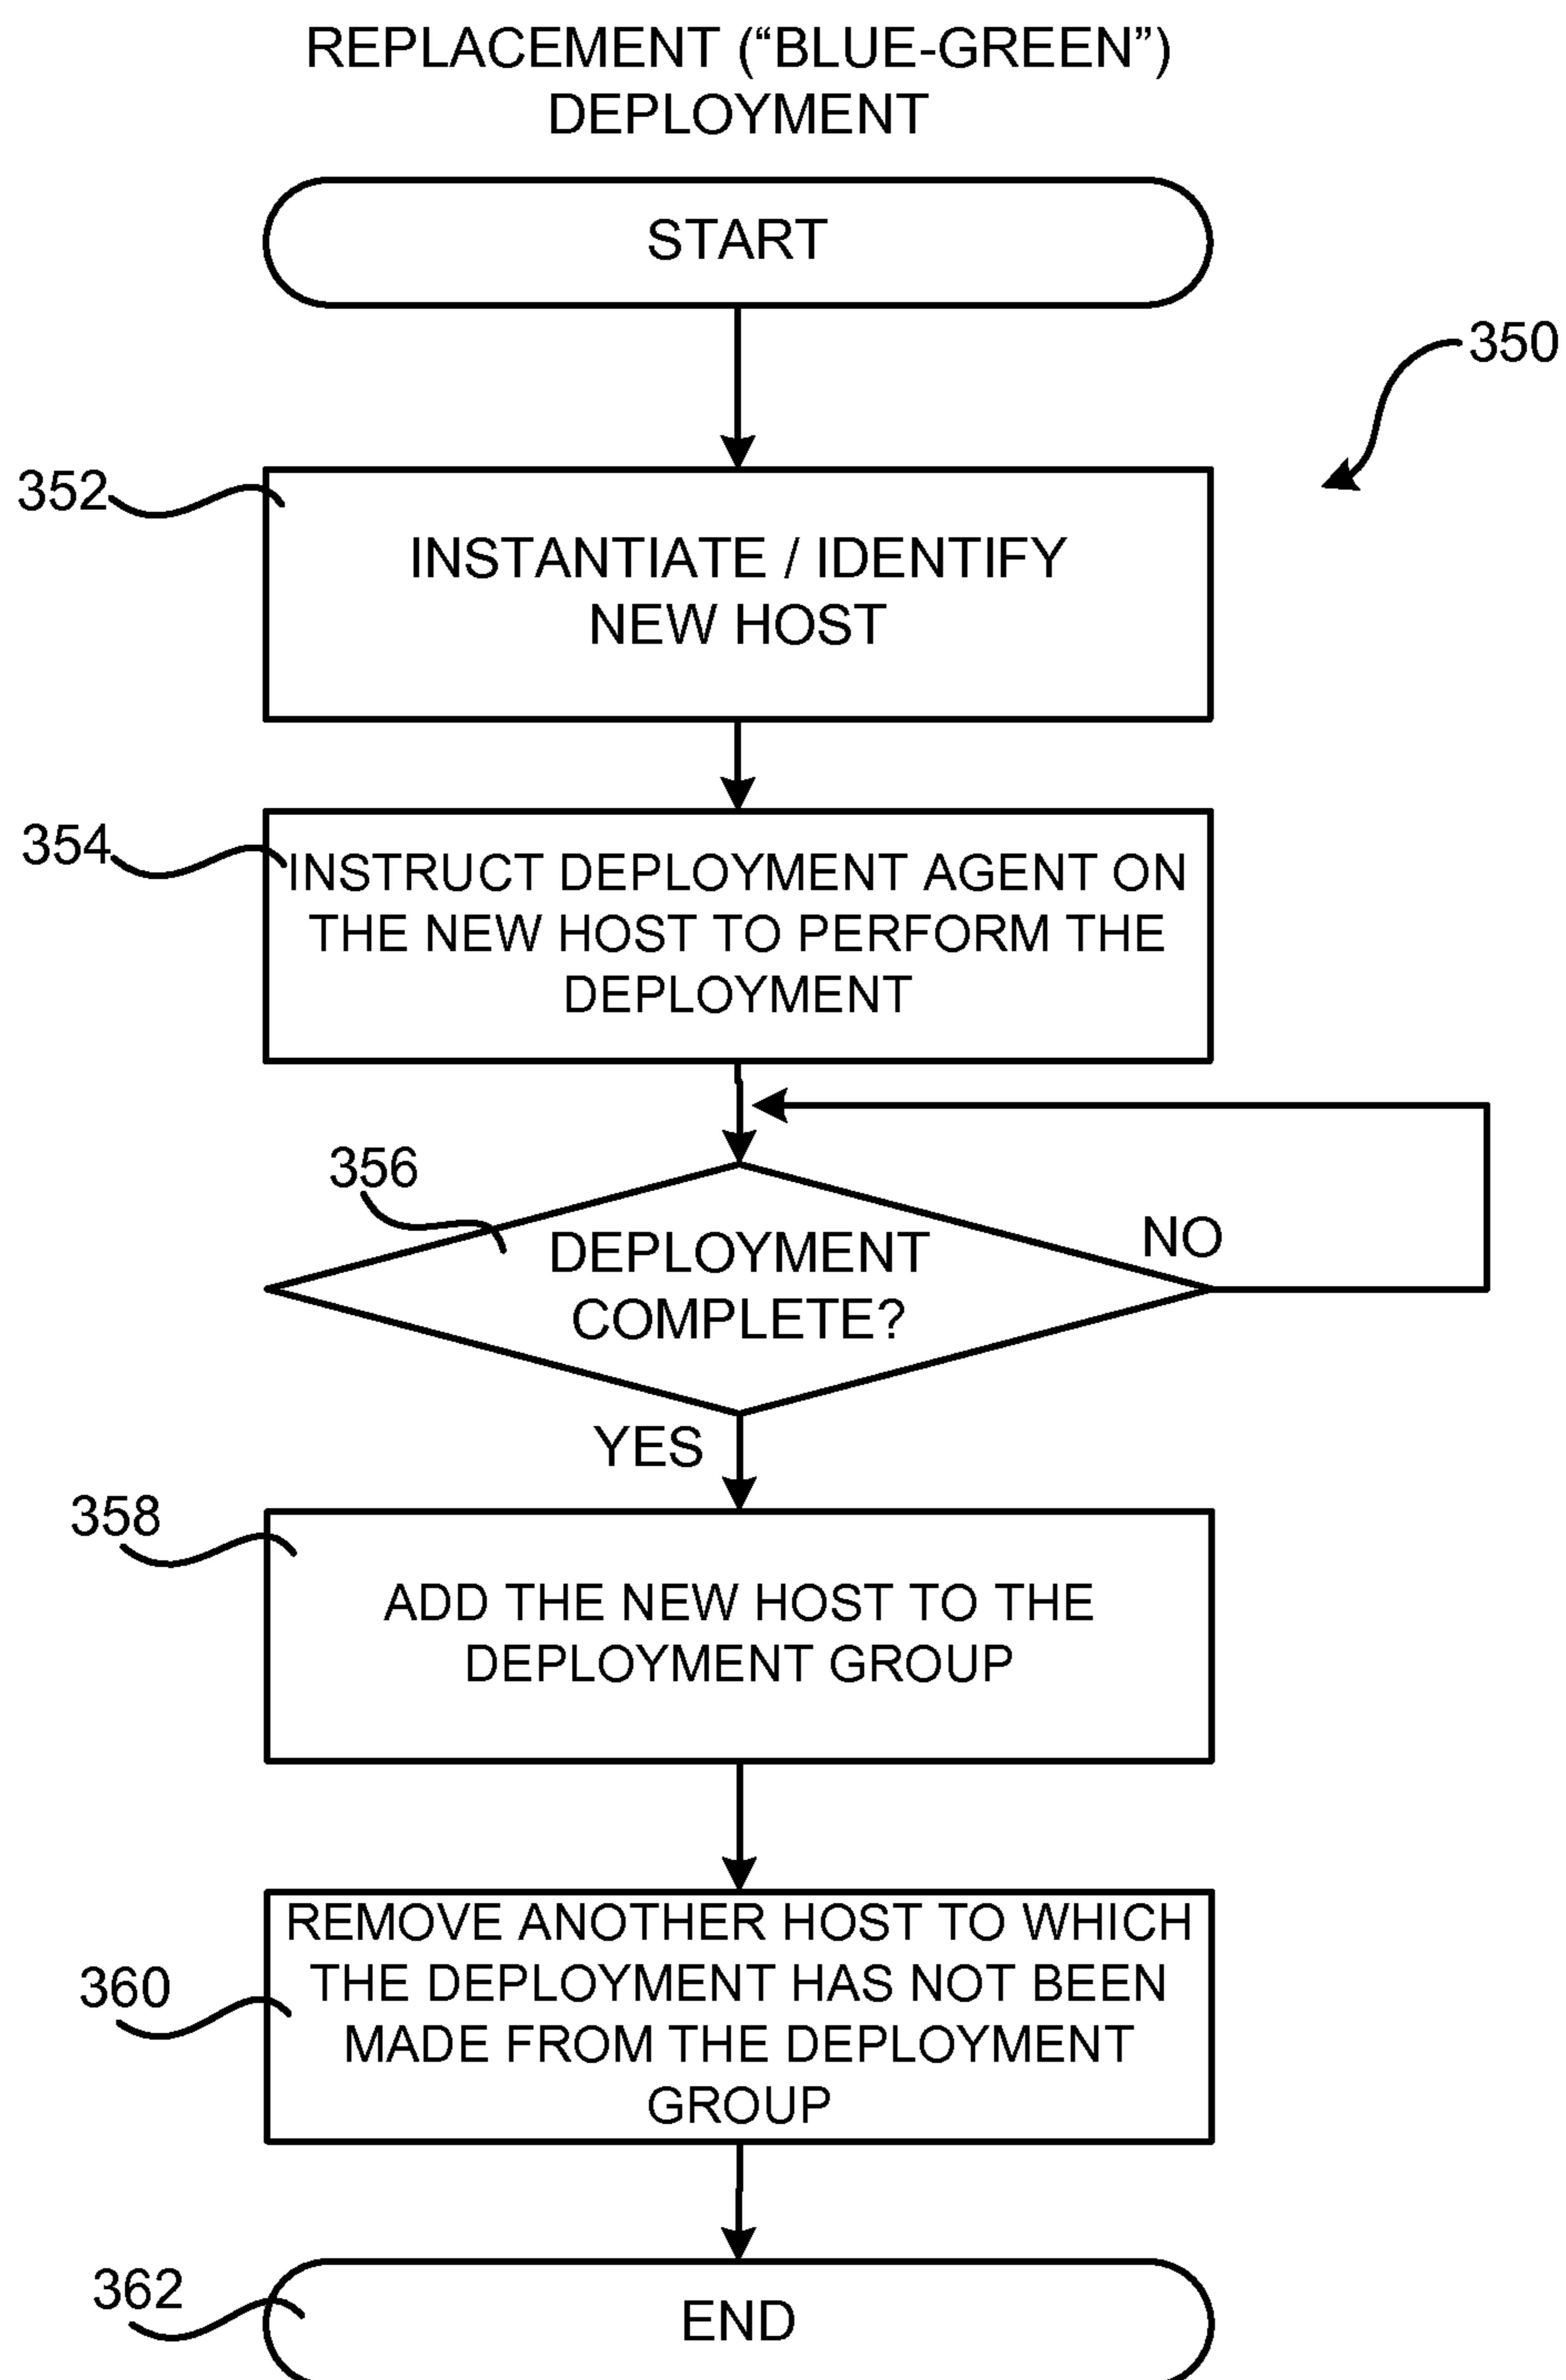 REPLACEMENT (“BLUE-GREEN”)
DEPLOYMENT
START
350
352
INSTANTIATE / IDENTIFY
NEW HOST
354
INSTRUCT DEPLOYMENT AGENT ON
THE NEW HOST TO PERFORM THE
DEPLOYMENT
356
DEPLOYMENT
COMPLETE?
NO
YES
358
ADD THE NEW HOST TO THE
DEPLOYMENT GROUP
360
REMOVE ANOTHER HOST TO WHICH
THE DEPLOYMENT HAS NOT BEEN
MADE FROM THE DEPLOYMENT
GROUP
362
END